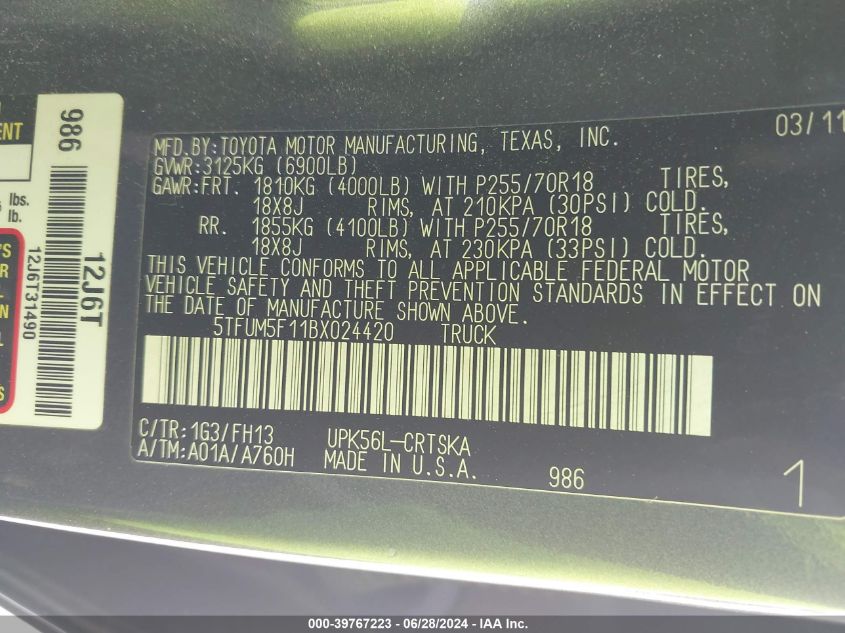 ENT
986
lbs.
lb.
12J6T
12J6T31490
'S
R
L-
N
L
S
03/11
MFD.BY:TOYOTA MOTOR MANUFACTURING, TEXAS, INC.
GVWR:3125KG (6900LB)
GAWR:FRT. 1810KG (4000LB) WITH P255/70R18 TIRES,
18X8J RIMS, AT 210KPA (30PSI) COLD.
RR. 1855KG (4100LB) WITH P255/70R18 TIRES,
18X8J RIMS, AT 230KPA (33PSI) COLD.
THIS VEHICLE CONFORMS TO ALL APPLICABLE FEDERAL MOTOR
VEHICLE SAFETY AND THEFT PREVENTION STANDARDS IN EFFECT ON
THE DATE OF MANUFACTURE SHOWN ABOVE.
5TFUM5F11BX024420 TRUCK
C/TR:1G3/FH13 UPK56L-CRTSKA
A/TM:A01A/A760H MADE IN U.S.A.
986
1
000-39767223 | 06/28/2024 - IAA Inc.